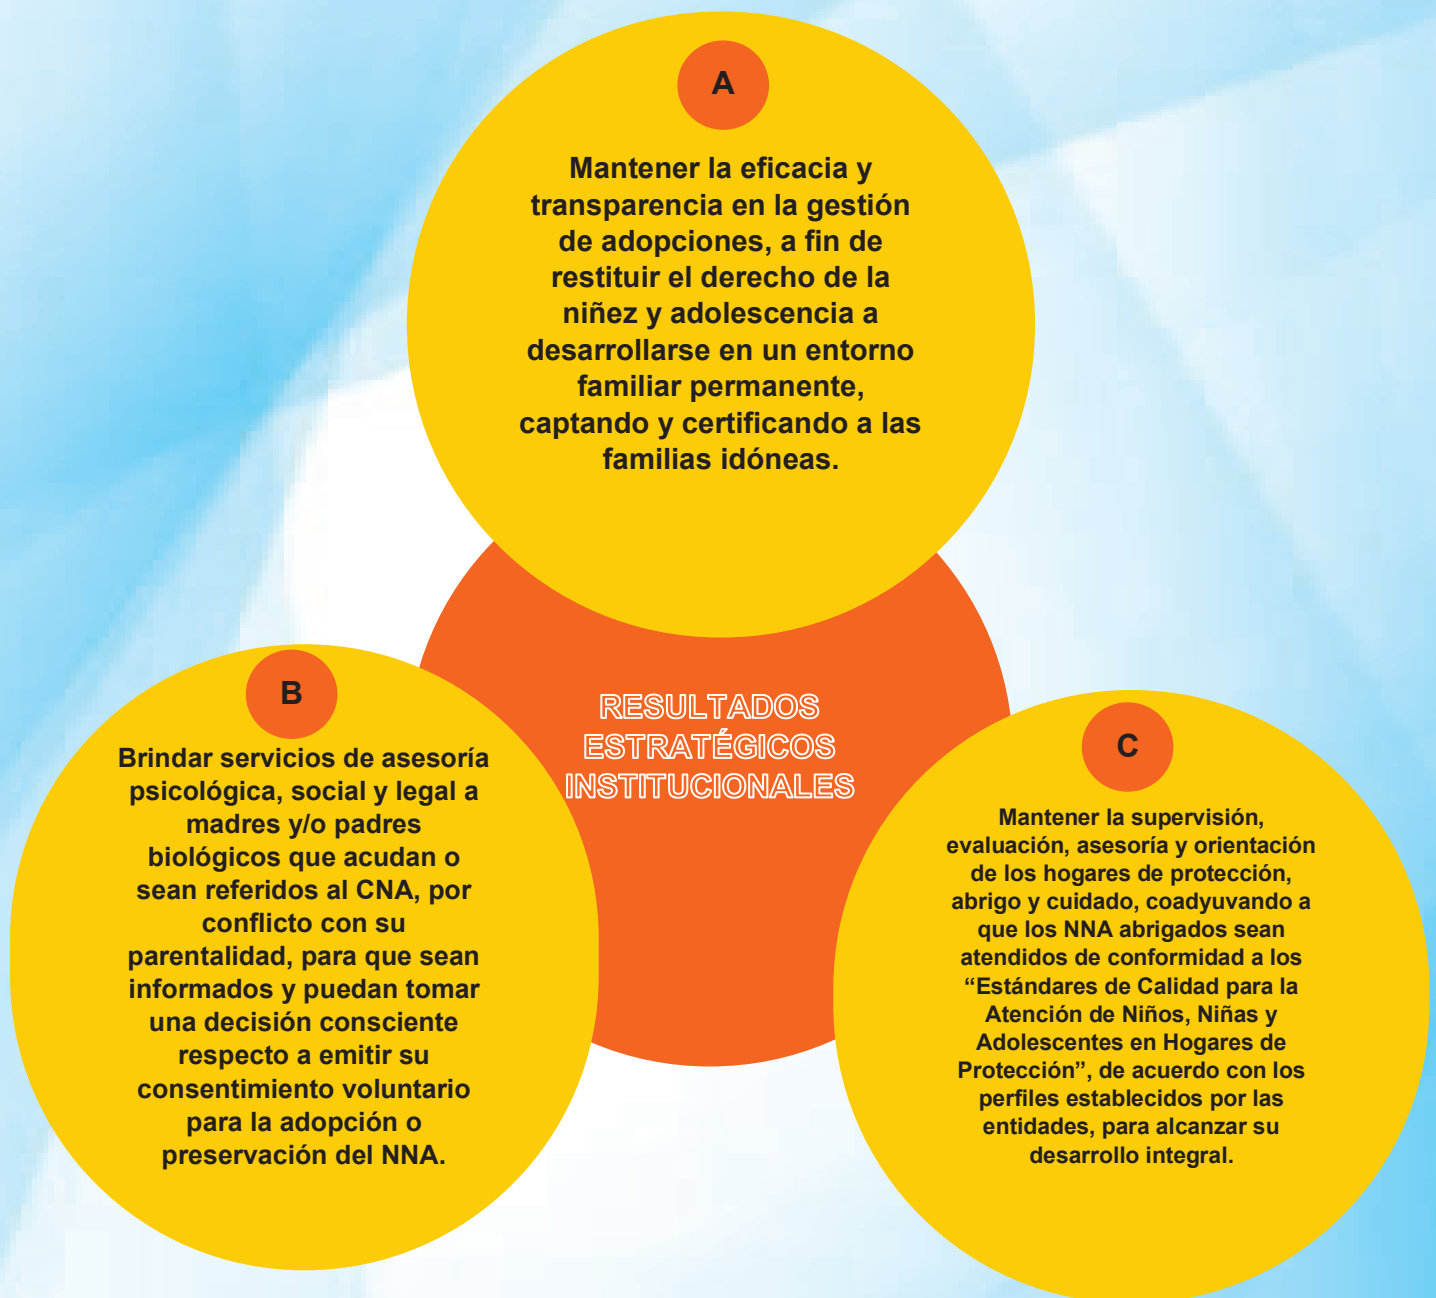 A
Mantener la eficacia y
transparencia en la gestión
de adopciones, a fin de
restituir el derecho de la
niñez y adolescencia a
desarrollarse en un entorno
familiar permanente,
captando y certificando a las
familias idóneas.
RESULTADOS
ESTRATÉGICOS
INSTITUCIONALES
B
Brindar servicios de asesoría
psicológica, social y legal a
madres y/o padres
biológicos que acudan o
sean referidos al CNA, por
conflicto con su
parentalidad, para que sean
informados y puedan tomar
una decisión consciente
respecto a emitir su
consentimiento voluntario
para la adopción o
preservación del NNA.
C
Mantener la supervisión,
evaluación, asesoría y orientación
de los hogares de protección,
abrigo y cuidado, coadyuvando a
que los NNA abrigados sean
atendidos de conformidad a los
“Estándares de Calidad para la
Atención de Niños, Niñas y
Adolescentes en Hogares de
Protección”, de acuerdo con los
perfiles establecidos por las
entidades, para alcanzar su
desarrollo integral.